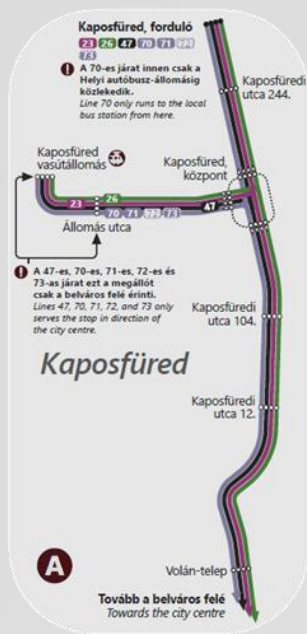 Kaposfüred, forduló
23 26 47 70 71 72 73
A 70-es járat innen csak a
Helyi autóbusz-állomásig
közlekedik.
Line 70 only runs to the local
bus station from here.
Kaposfüredi
utca 244.
Kaposfüred
vasútállomás
Kaposfüred,
központ
23 26
70 71 72 73
47
Állomás utca
A 47-es, 70-es, 71-es, 72-es és
73-as járat ezt a megállót
csak a belváros felé érinti.
Lines 47, 70, 71, 72, and 73 only
serves the stop in direction of
the city centre.
Kaposfüredi
utca 104.
Kaposfüred
Kaposfüredi
utca 12.
A
Volán-telep
Tovább a belváros felé
Towards the city centre